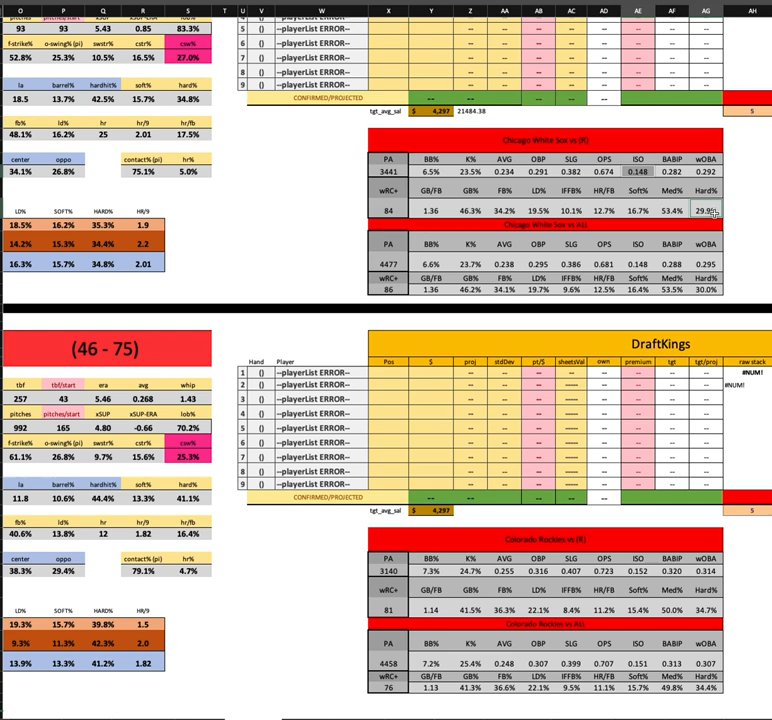 O P Q R S T U V W X Y Z AA AB AC AD AE AF AG AH
pitches pitches/start xSUP xSUP-ERA lob%
93 93 5.43 0.85 83.3%
f-strike% o-swing% (pi) swstr% cstr% csw%
52.8% 25.3% 10.5% 16.5% 27.0%
la barrel% hardhit% soft% hard%
18.5 13.7% 42.5% 15.7% 34.8%
fb% ld% hr hr/9 hr/fb
48.1% 16.2% 25 2.01 17.5%
center oppo contact% (pi) hr%
34.1% 26.8% 75.1% 5.0%
LD% SOFT% HARD% HR/9
18.5% 16.2% 35.3% 1.9
14.2% 15.3% 34.4% 2.2
16.3% 15.7% 34.8% 2.01
5 () --playerList ERROR-- -- -- -- -- -- -- -- -- --
6 () --playerList ERROR-- -- -- -- -- -- -- -- -- --
7 () --playerList ERROR-- -- -- -- -- -- -- -- -- --
8 () --playerList ERROR-- -- -- -- -- -- -- -- -- --
9 () --playerList ERROR-- -- -- -- -- -- -- -- -- --
CONFIRMED/PROJECTED -- -- --
tgt_avg_sal $ 4,297 21484.38 5
Chicago White Sox vs (R)
PA BB% K% AVG OBP SLG OPS ISO BABIP wOBA
3441 6.5% 23.5% 0.234 0.291 0.382 0.674 0.148 0.282 0.292
wRC+ GB/FB GB% FB% LD% IFFB% HR/FB Soft% Med% Hard%
84 1.36 46.3% 34.2% 19.5% 10.1% 12.7% 16.7% 53.4% 29.9%
Chicago White Sox vs ALL
PA BB% K% AVG OBP SLG OPS ISO BABIP wOBA
4477 6.6% 23.7% 0.238 0.295 0.386 0.681 0.148 0.288 0.295
wRC+ GB/FB GB% FB% LD% IFFB% HR/FB Soft% Med% Hard%
86 1.36 46.2% 34.1% 19.7% 9.6% 12.5% 16.4% 53.5% 30.0%
(46 - 75)
tbf tbf/start era avg whip
257 43 5.46 0.268 1.43
pitches pitches/start xSUP xSUP-ERA lob%
992 165 4.80 -0.66 70.2%
f-strike% o-swing% (pi) swstr% cstr% csw%
61.1% 26.8% 9.7% 15.6% 25.3%
la barrel% hardhit% soft% hard%
11.8 10.6% 44.4% 13.3% 41.1%
fb% ld% hr hr/9 hr/fb
40.6% 13.8% 12 1.82 16.4%
center oppo contact% (pi) hr%
38.3% 29.4% 79.1% 4.7%
LD% SOFT% HARD% HR/9
19.3% 15.7% 39.8% 1.5
9.3% 11.3% 42.3% 2.0
13.9% 13.3% 41.2% 1.82
DraftKings
Hand Player Pos $ proj stdDev pt/$ sheetsVal own premium tgt tgt/proj raw stack
1 () --playerList ERROR-- -- -- -- -- ----- -- -- -- -- #NUM!
2 () --playerList ERROR-- -- -- -- -- ----- -- -- -- -- #NUM!
3 () --playerList ERROR-- -- -- -- -- ----- -- -- -- --
4 () --playerList ERROR-- -- -- -- -- ----- -- -- -- --
5 () --playerList ERROR-- -- -- -- -- ----- -- -- -- --
6 () --playerList ERROR-- -- -- -- -- ----- -- -- -- --
7 () --playerList ERROR-- -- -- -- -- ----- -- -- -- --
8 () --playerList ERROR-- -- -- -- -- ----- -- -- -- --
9 () --playerList ERROR-- -- -- -- -- ----- -- -- -- --
CONFIRMED/PROJECTED -- -- --
tgt_avg_sal $ 4,297 5
Colorado Rockies vs (R)
PA BB% K% AVG OBP SLG OPS ISO BABIP wOBA
3140 7.3% 24.7% 0.255 0.316 0.407 0.723 0.152 0.320 0.314
wRC+ GB/FB GB% FB% LD% IFFB% HR/FB Soft% Med% Hard%
81 1.14 41.5% 36.3% 22.1% 8.4% 11.2% 15.4% 50.0% 34.7%
Colorado Rockies vs ALL
PA BB% K% AVG OBP SLG OPS ISO BABIP wOBA
4458 7.2% 25.4% 0.248 0.307 0.399 0.707 0.151 0.313 0.307
wRC+ GB/FB GB% FB% LD% IFFB% HR/FB Soft% Med% Hard%
76 1.13 41.3% 36.6% 22.1% 9.5% 11.1% 15.7% 49.8% 34.4%